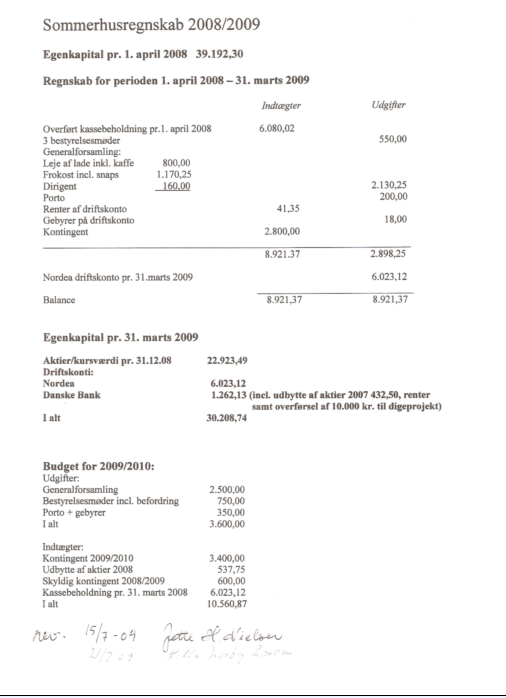 Sommerhusregnskab 2008/2009
Egenkapital pr. 1. april 2008 39.192,30
Regnskab for perioden 1. april 2008 – 31. marts 2009
Indtægter Udgifter
Overført kassebeholdning pr.1. april 2008 6.080,02
3 bestyrelsesmøder 550,00
Generalforsamling:
Leje af lade inkl. kaffe 800,00
Frokost incl. snaps 1.170,25
Dirigent 160,00 2.130,25
Porto 200,00
Renter af driftskonto 41,35
Gebyrer på driftskonto 18,00
Kontingent 2.800,00
8.921.37 2.898,25
Nordea driftskonto pr. 31.marts 2009 6.023,12
Balance 8.921,37 8.921,37
Egenkapital pr. 31. marts 2009
Aktier/kursværdi pr. 31.12.08 22.923,49
Driftskonti:
Nordea 6.023,12
Danske Bank 1.262,13 (incl. udbytte af aktier 2007 432,50, renter
samt overførsel af 10.000 kr. til digeprojekt)
I alt 30.208,74
Budget for 2009/2010:
Udgifter:
Generalforsamling 2.500,00
Bestyrelsesmøder incl. befordring 750,00
Porto + gebyrer 350,00
I alt 3.600,00
Indtægter:
Kontingent 2009/2010 3.400,00
Udbytte af aktier 2008 537,75
Skyldig kontingent 2008/2009 600,00
Kassebeholdning pr. 31. marts 2008 6.023,12
I alt 10.560,87
rev. 15/7-09 Jette H Nielsen